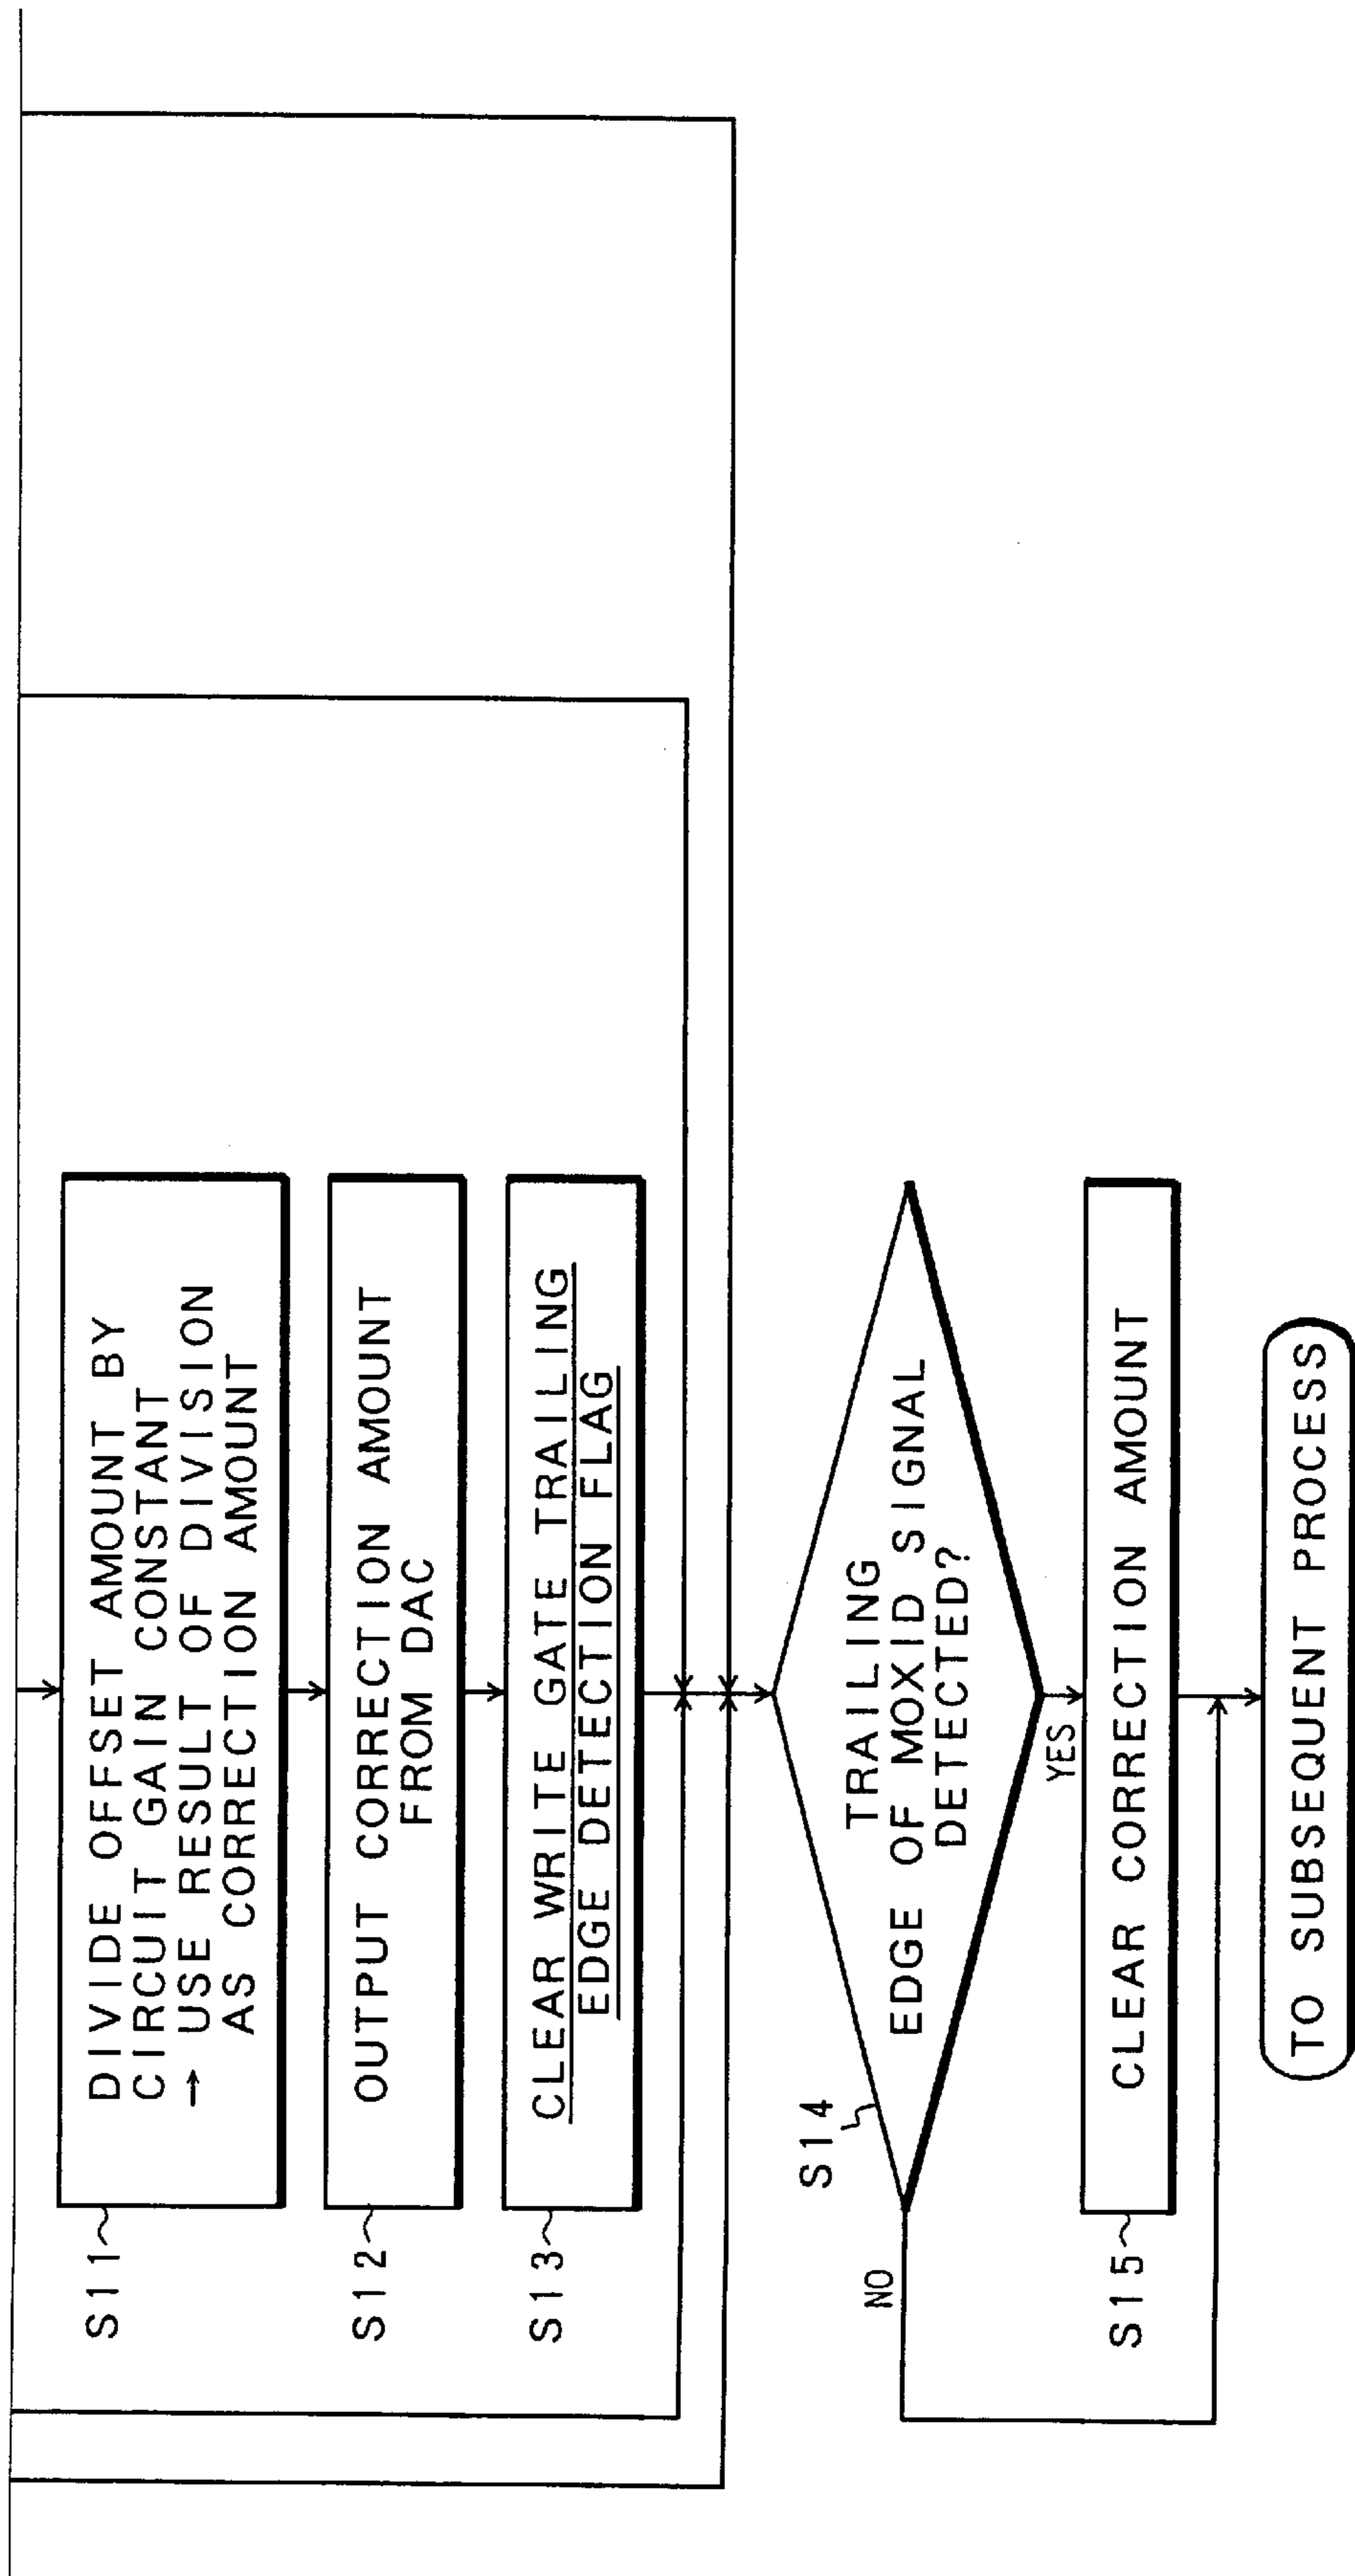 S11
DIVIDE OFFSET AMOUNT BY
CIRCUIT GAIN CONSTANT
→ USE RESULT OF DIVISION
AS CORRECTION AMOUNT
S12
OUTPUT CORRECTION AMOUNT
FROM DAC
S13
CLEAR WRITE GATE TRAILING
EDGE DETECTION FLAG
S14
TRAILING
EDGE OF MOXID SIGNAL
DETECTED?
NO
YES
S15
CLEAR CORRECTION AMOUNT
TO SUBSEQUENT PROCESS